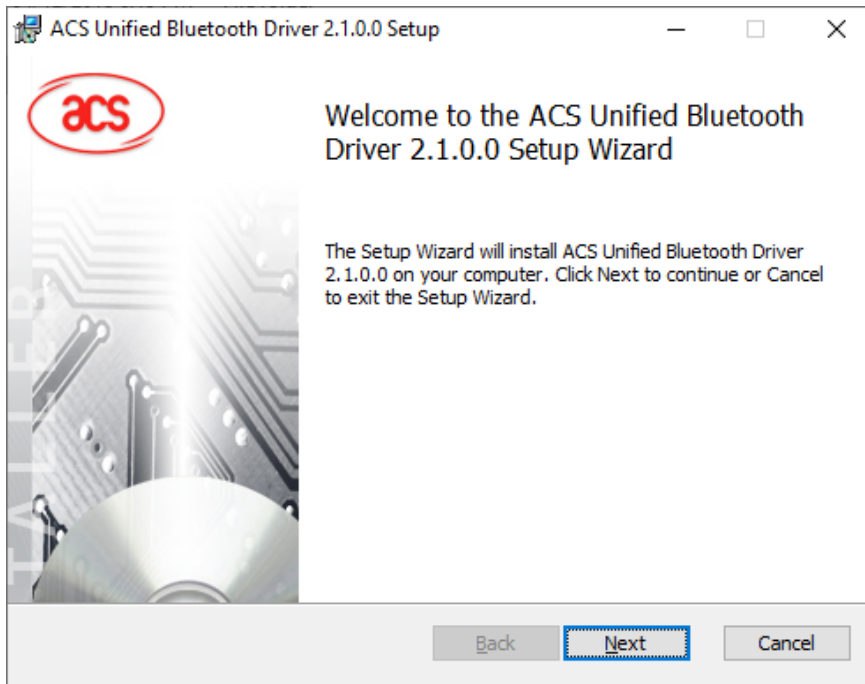 ACS Unified Bluetooth Driver 2.1.0.0 Setup
acs
Welcome to the ACS Unified Bluetooth
Driver 2.1.0.0 Setup Wizard
The Setup Wizard will install ACS Unified Bluetooth Driver
2.1.0.0 on your computer. Click Next to continue or Cancel
to exit the Setup Wizard.
TALLER
Back
Next
Cancel